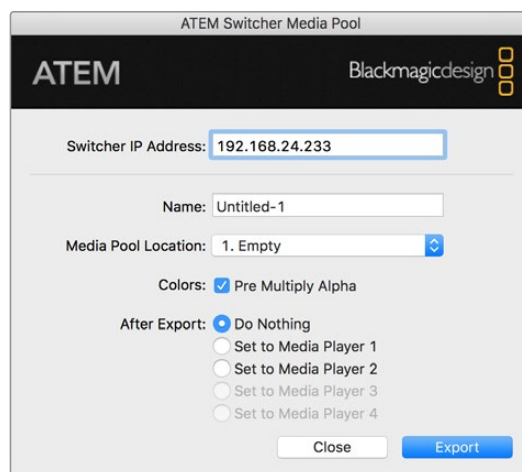 ATEM Switcher Media Pool
ATEM
Blackmagicdesign
Switcher IP Address: 192.168.24.233
Name: Untitled-1
Media Pool Location: 1. Empty
Colors: Pre Multiply Alpha
After Export: Do Nothing
Set to Media Player 1
Set to Media Player 2
Set to Media Player 3
Set to Media Player 4
Close Export